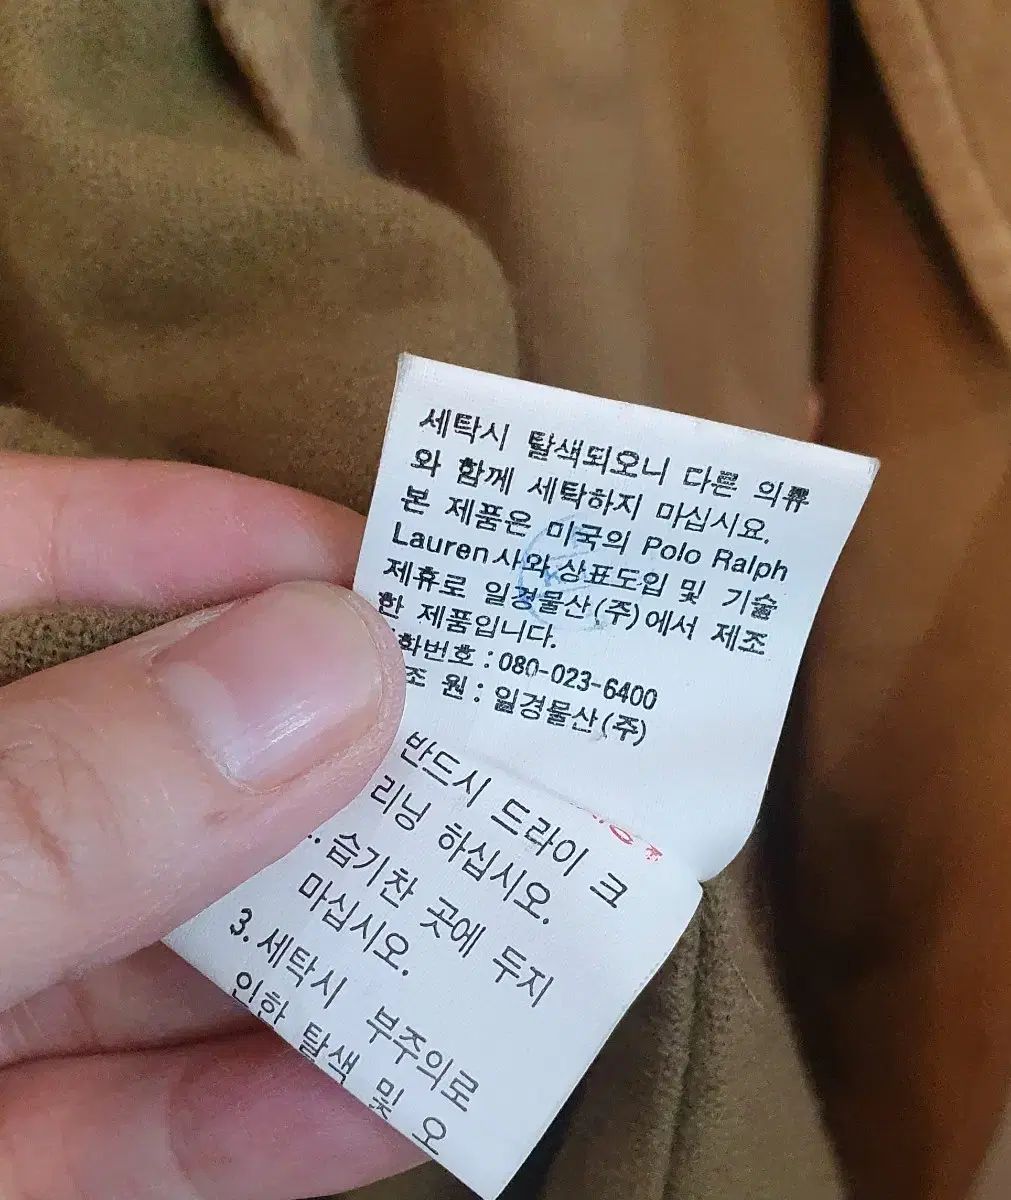 세탁시 탈색되오니 다른 의류
와 함께 세탁하지 마십시요.
본 제품은 미국의 Polo Ralph
Lauren사와 상표도입 및 기술
제휴로 일경물산(주)에서 제조
한 제품입니다.
화번호 : 080-023-6400
조 원 : 일경물산(주)
반드시 드라이 크
리닝 하십시오.
습기찬 곳에 두지
마십시오.
3. 세탁시 부주의로
인한 탈색 및 오